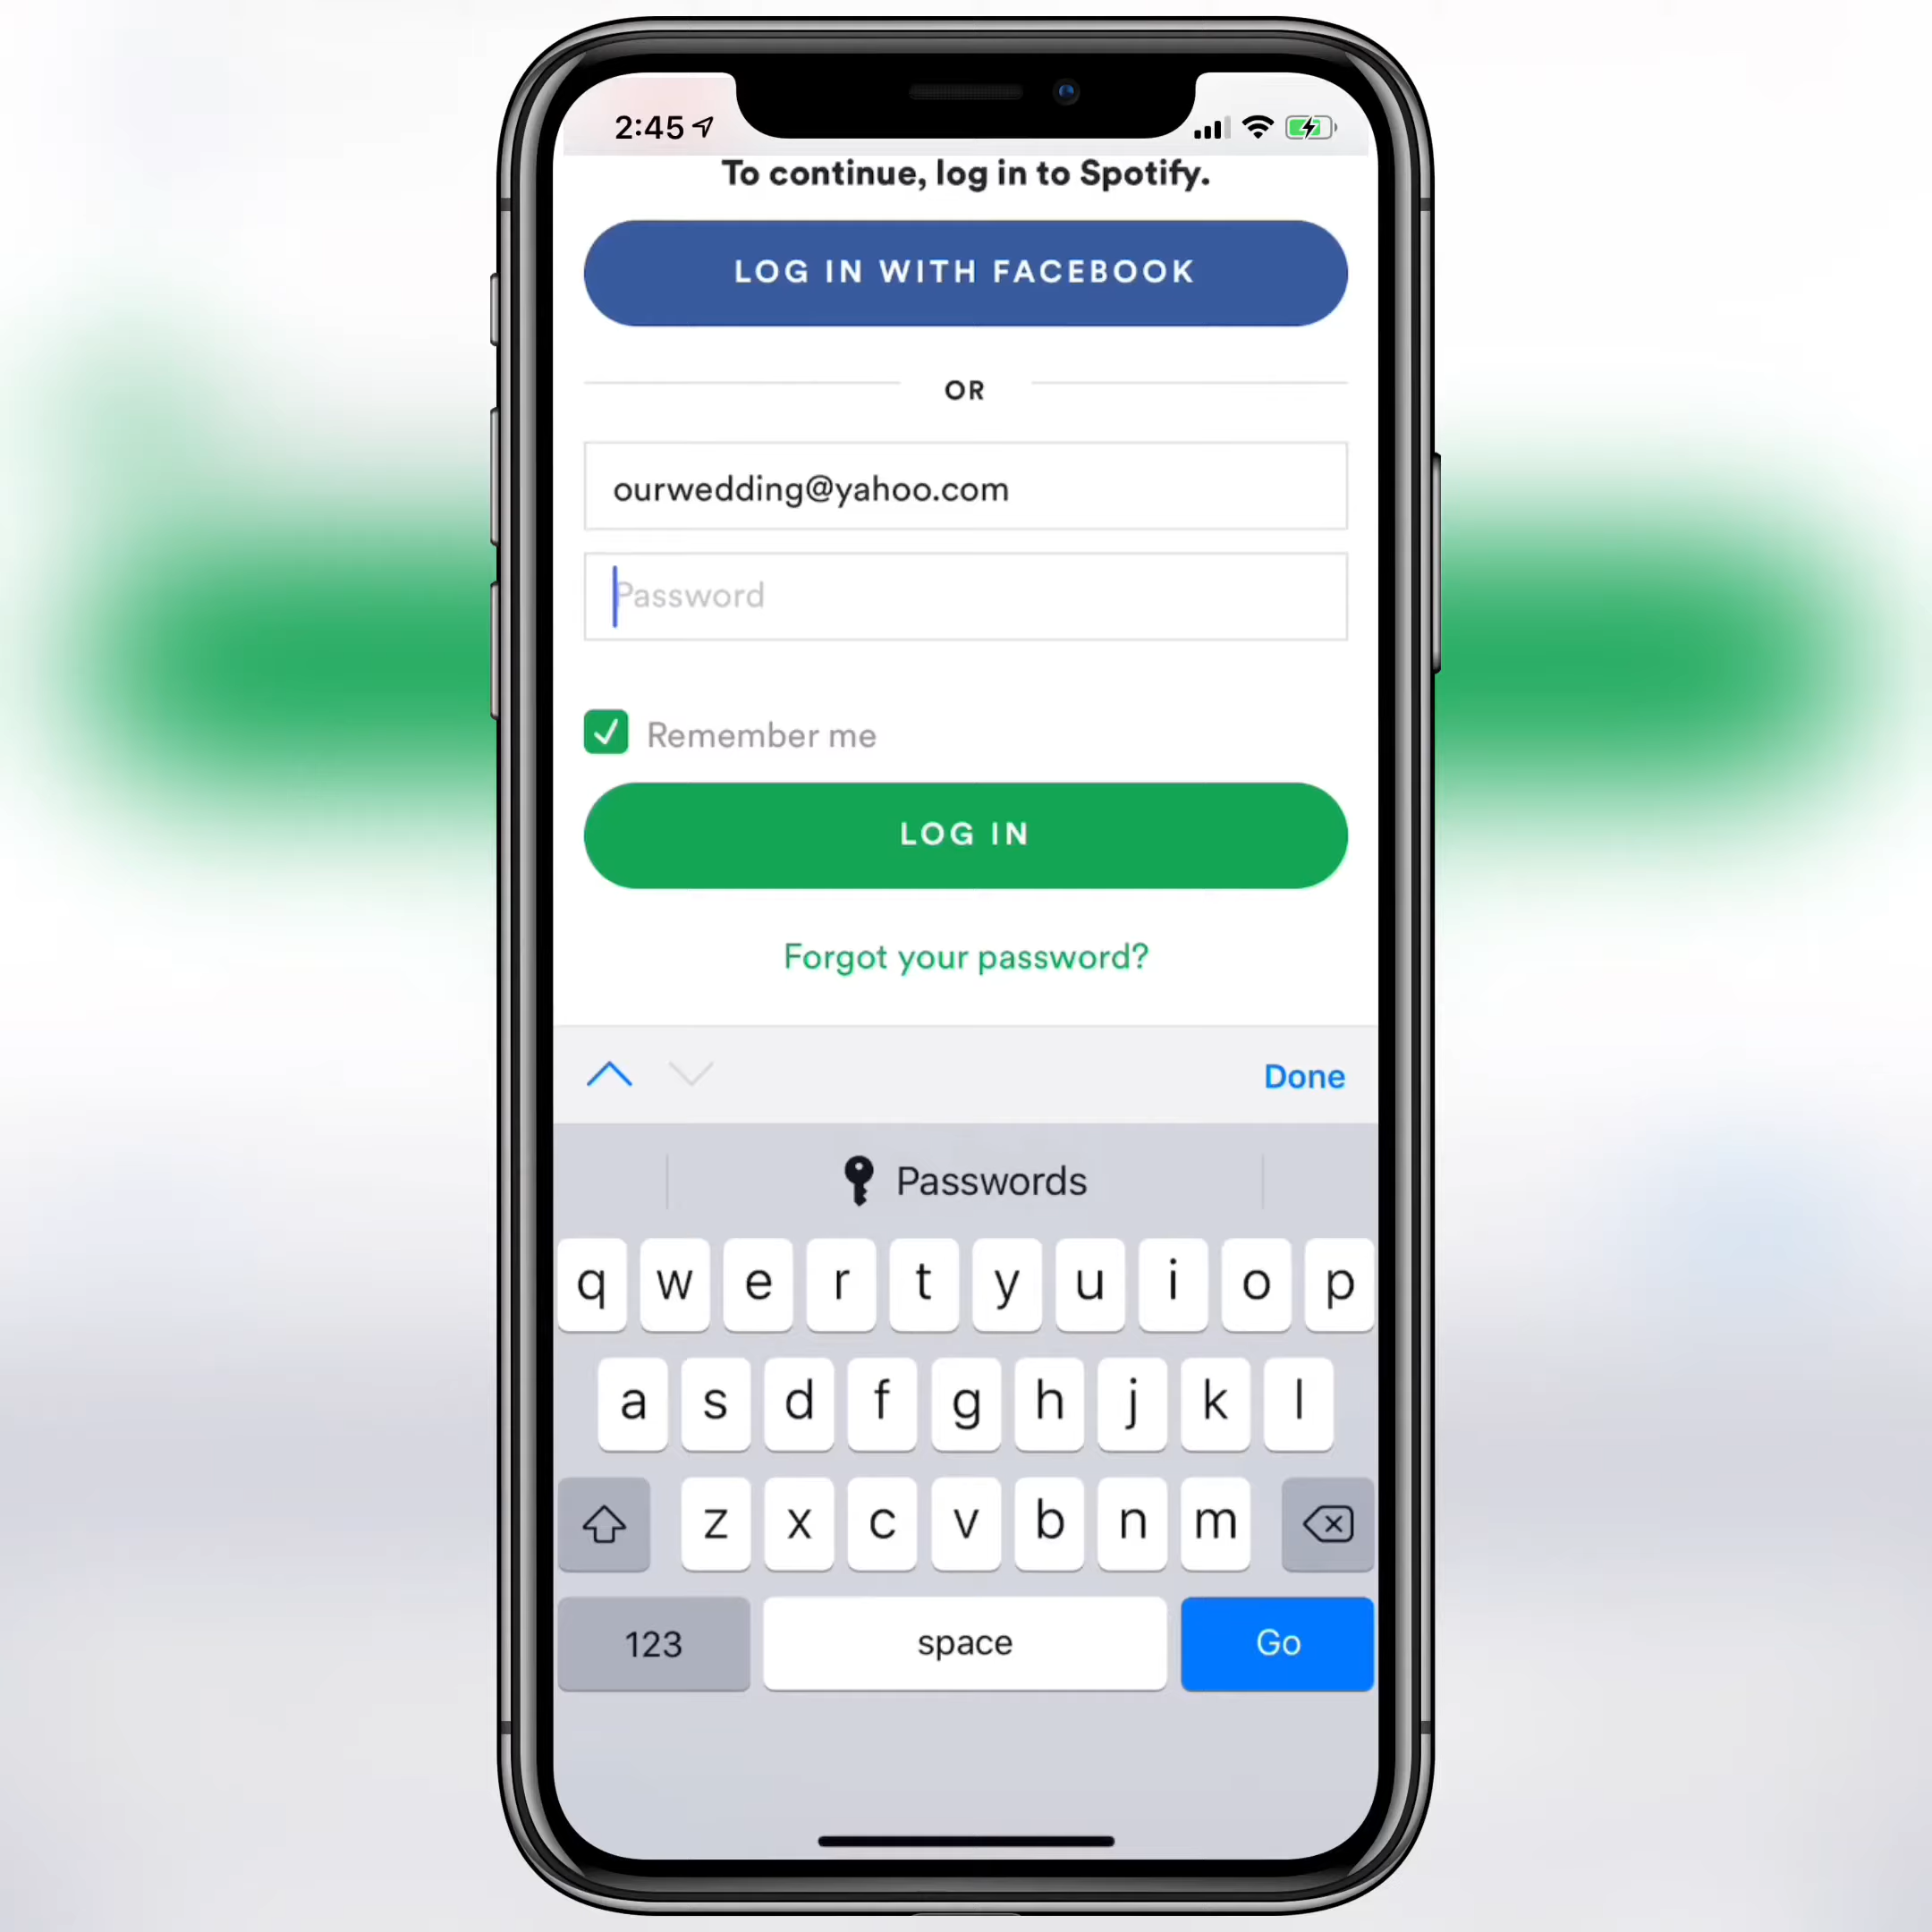 2:45
To continue, log in to Spotify.
LOG IN WITH FACEBOOK
OR
ourwedding@yahoo.com
Password
Remember me
LOG IN
Forgot your password?
Done
Passwords
q w e r t y u i o p
a s d f g h j k l
z x c v b n m
123 space Go